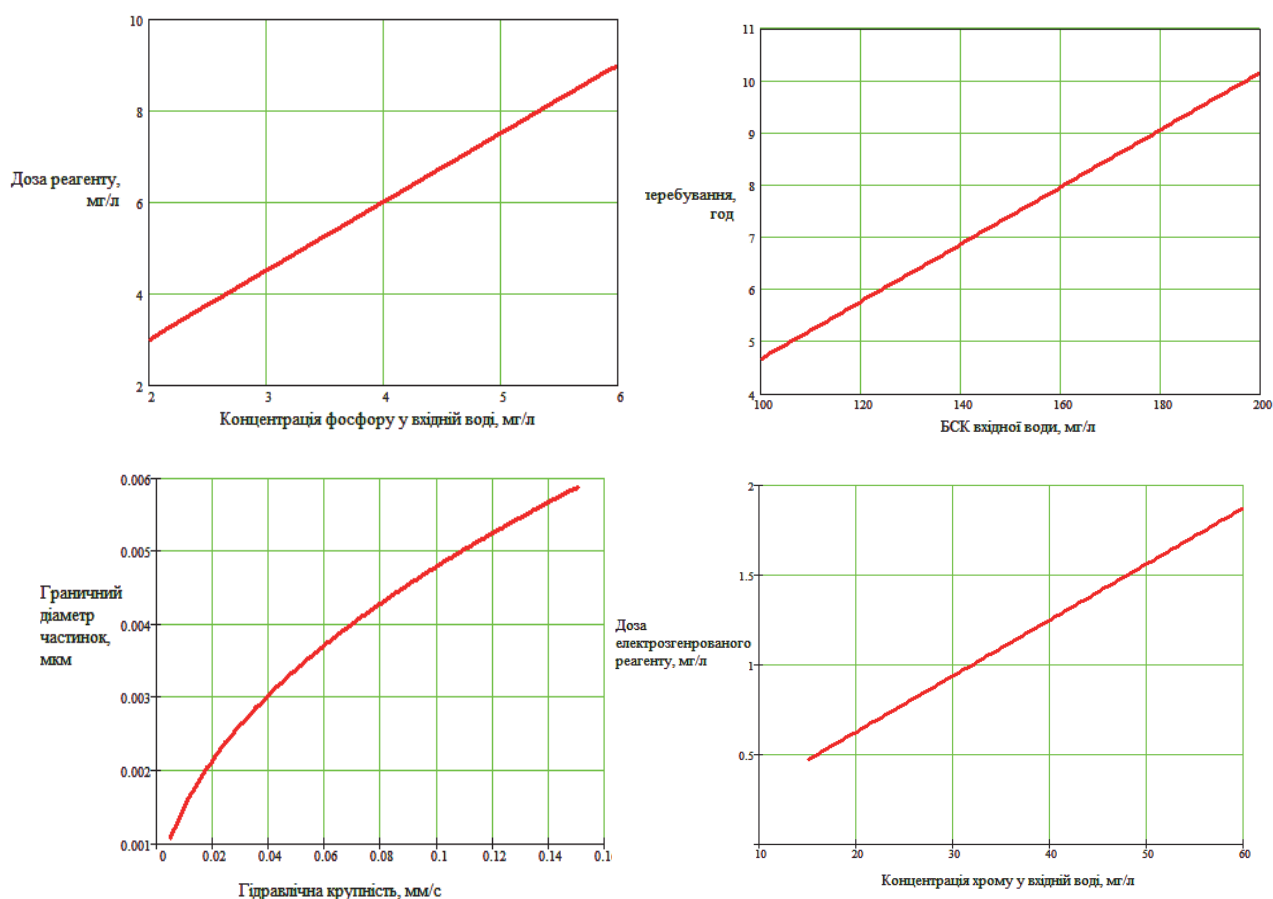 10
8
Доза реагенту,
мг/л
6
4
2
2 3 4 5 6
Концентрація фосфору у вхідній воді, мг/л
11
10
9
8
перебування,
год
7
6
5
4
100 120 140 160 180 200
БСК вхідної води, мг/л
0.006
0.005
Граничний
діаметр
частинок,
мкм
0.004
0.003
0.002
0.001
0 0.02 0.04 0.06 0.08 0.1 0.12 0.14 0.1
Гідравлічна крупність, мм/с
2
1.5
Доза
електрозгенрованого
реагенту, мг/л
1
0.5
10 20 30 40 50 60
Концентрація хрому у вхідній воді, мг/л